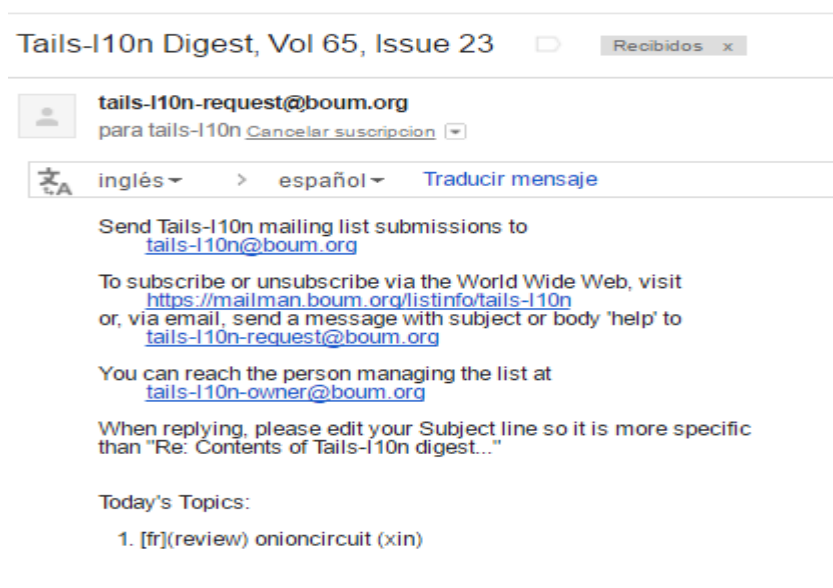 Tails-l10n Digest, Vol 65, Issue 23 Recibidos x
tails-l10n-request@boum.org
para tails-l10n Cancelar suscripcion
inglés > español Traducir mensaje
Send Tails-l10n mailing list submissions to
tails-l10n@boum.org
To subscribe or unsubscribe via the World Wide Web, visit
https://mailman.boum.org/listinfo/tails-l10n
or, via email, send a message with subject or body 'help' to
tails-l10n-request@boum.org
You can reach the person managing the list at
tails-l10n-owner@boum.org
When replying, please edit your Subject line so it is more specific
than "Re: Contents of Tails-l10n digest..."
Today's Topics:
1. [fr](review) onioncircuit (xin)